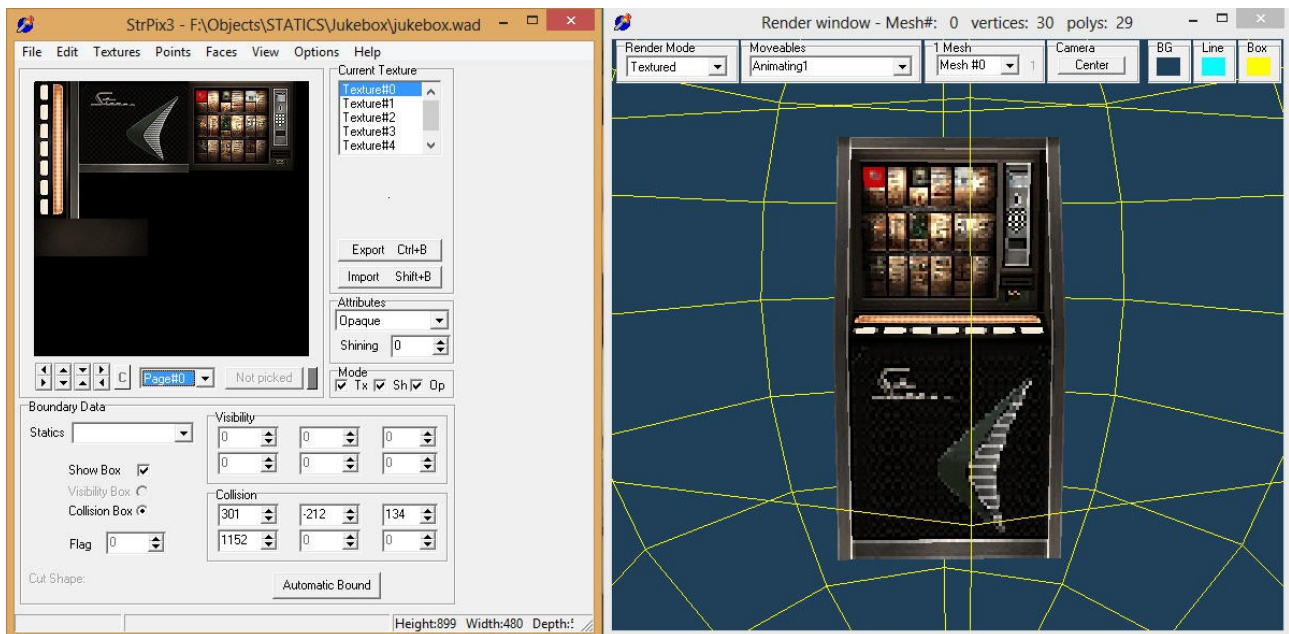 StrPix3 - F:\Objects\STATICS\Jukebox\jukebox.wad
File Edit Textures Points Faces View Options Help
Current Texture
Texture#0
Texture#1
Texture#2
Texture#3
Texture#4
Export Ctrl+B
Import Shift+B
Attributes
Opaque
Shining 0
C Page#0 Not picked
Mode
Tx Sh Op
Boundary Data
Statics
Show Box
Visibility Box
Collision Box
Flag 0
Cut Shape:
Visibility
0 0 0
0 0 0
Collision
301 -212 134
1152 0 0
Automatic Bound
Height:899 Width:480 Depth:
Render window - Mesh#: 0 vertices: 30 polys: 29
Render Mode
Textured
Moveables
Animating1
1 Mesh
Mesh #0 1
Camera
Center
BG
Line
Box